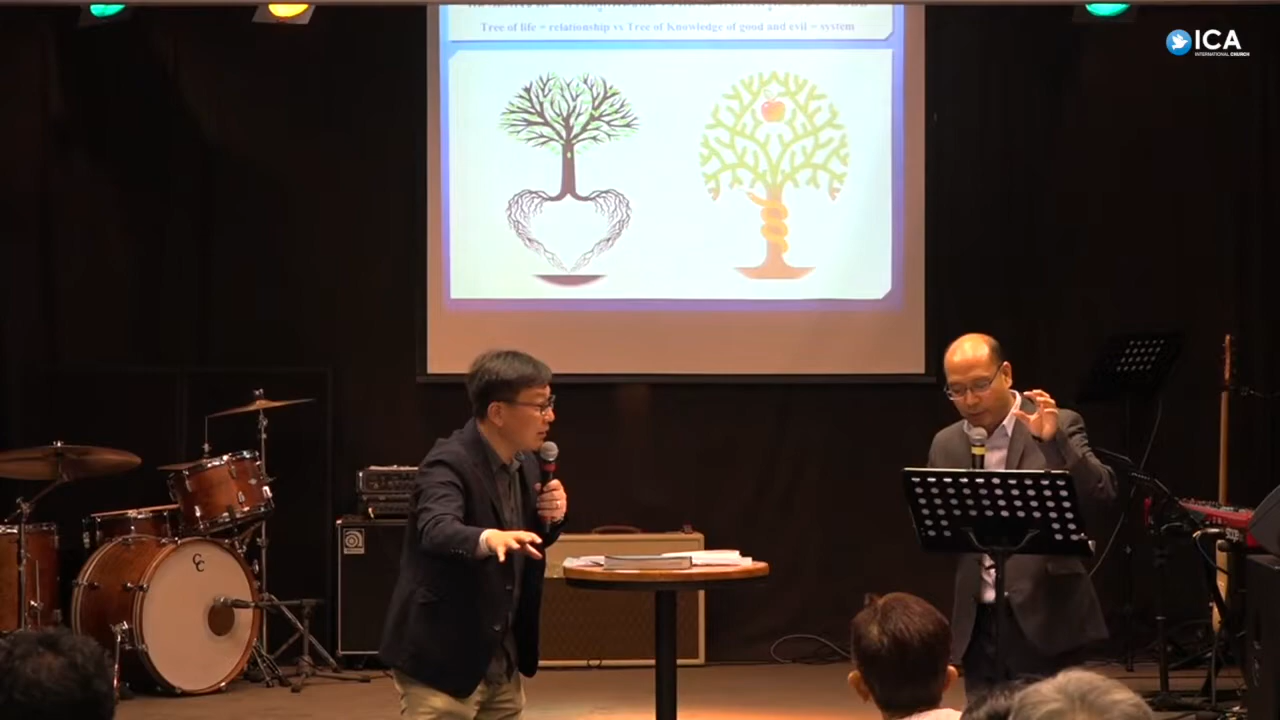 Tree of life = relationship vs Tree of Knowledge of good and evil = system
ICA
INTERNATIONAL CHURCH